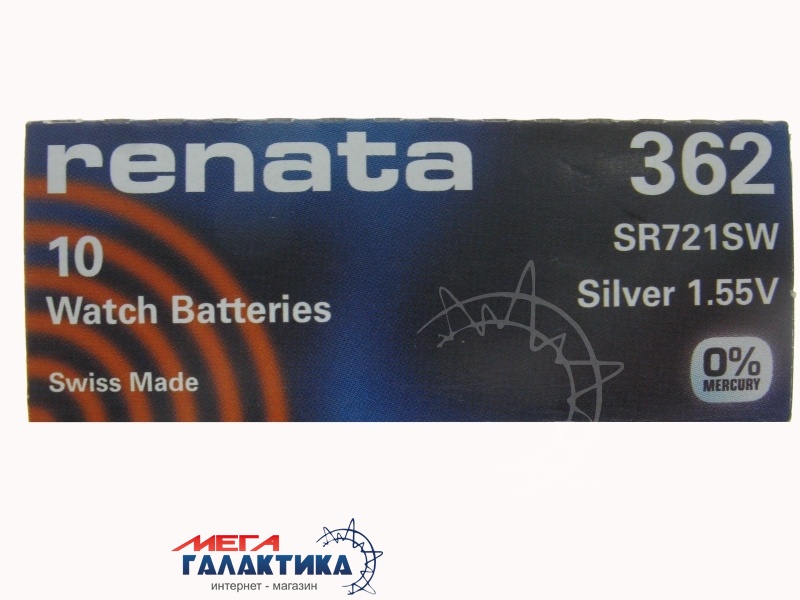 renata
362
SR721SW
10
Watch Batteries
Silver 1.55V
Swiss Made
0%
MERCURY
МЕГА
ГАЛАКТИКА
интернет - магазин